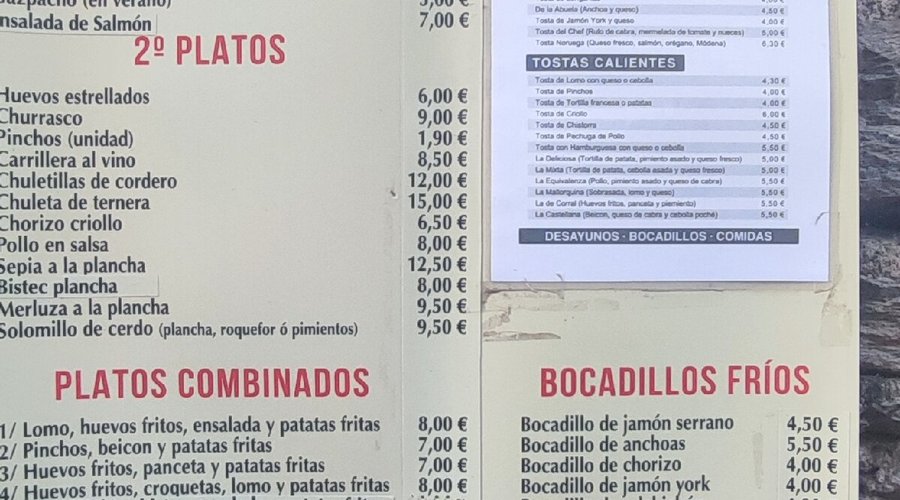 (en verano) 5,00 €
nsalada de Salmón 7,00 €
2º PLATOS
Huevos estrellados 6,00 €
Churrasco 9,00 €
Pinchos (unidad) 1,90 €
Carrillera al vino 8,50 €
Chuletillas de cordero 12,00 €
Chuleta de ternera 15,00 €
Chorizo criollo 6,50 €
Pollo en salsa 8,00 €
Sepia a la plancha 12,50 €
Bistec plancha 8,00 €
Merluza a la plancha 9,50 €
Solomillo de cerdo (plancha, roquefor ó pimientos) 9,50 €
PLATOS COMBINADOS
1/ Lomo, huevos fritos, ensalada y patatas fritas 8,00 €
2/ Pinchos, beicon y patatas fritas 7,00 €
3/ Huevos fritos, panceta y patatas fritas 7,00 €
4/ Huevos fritos, croquetas, lomo y patatas fritas 8,00 €
De la Abuela (Anchoa y queso) 4,50 €
Tosta de Jamón York y queso 4,00 €
Tosta del Chef (Rulo de cabra, mermelada de tomate y nueces) 5,00 €
Tosta Noruega (Queso fresco, salmón, orégano, Módena) 6,30 €
TOSTAS CALIENTES
Tosta de Lomo con queso o cebolla 4,30 €
Tosta de Pinchos 4,00 €
Tosta de Tortilla francesa o patatas 4,00 €
Tosta de Criollo 6,00 €
Tosta de Chistorra 4,50 €
Tosta de Pechuga de Pollo 4,50 €
Tosta con Hamburguesa con queso o cebolla 5,50 €
La Deliciosa (Tortilla de patata, pimiento asado y queso fresco) 5,00 €
La Mixta (Tortilla de patata, cebolla asada y queso fresco) 5,00 €
La Equivalenza (Pollo, pimiento asado y queso de cabra) 5,50 €
La Mallorquina (Sobrasada, lomo y queso) 5,50 €
La de Corral (Huevos fritos, panceta y piemiento) 5,50 €
La Castellana (Beicon, queso de cabra y cebolla poché) 5,50 €
DESAYUNOS · BOCADILLOS · COMIDAS
BOCADILLOS FRÍOS
Bocadillo de jamón serrano 4,50 €
Bocadillo de anchoas 5,50 €
Bocadillo de chorizo 4,00 €
Bocadillo de jamón york 4,00 €